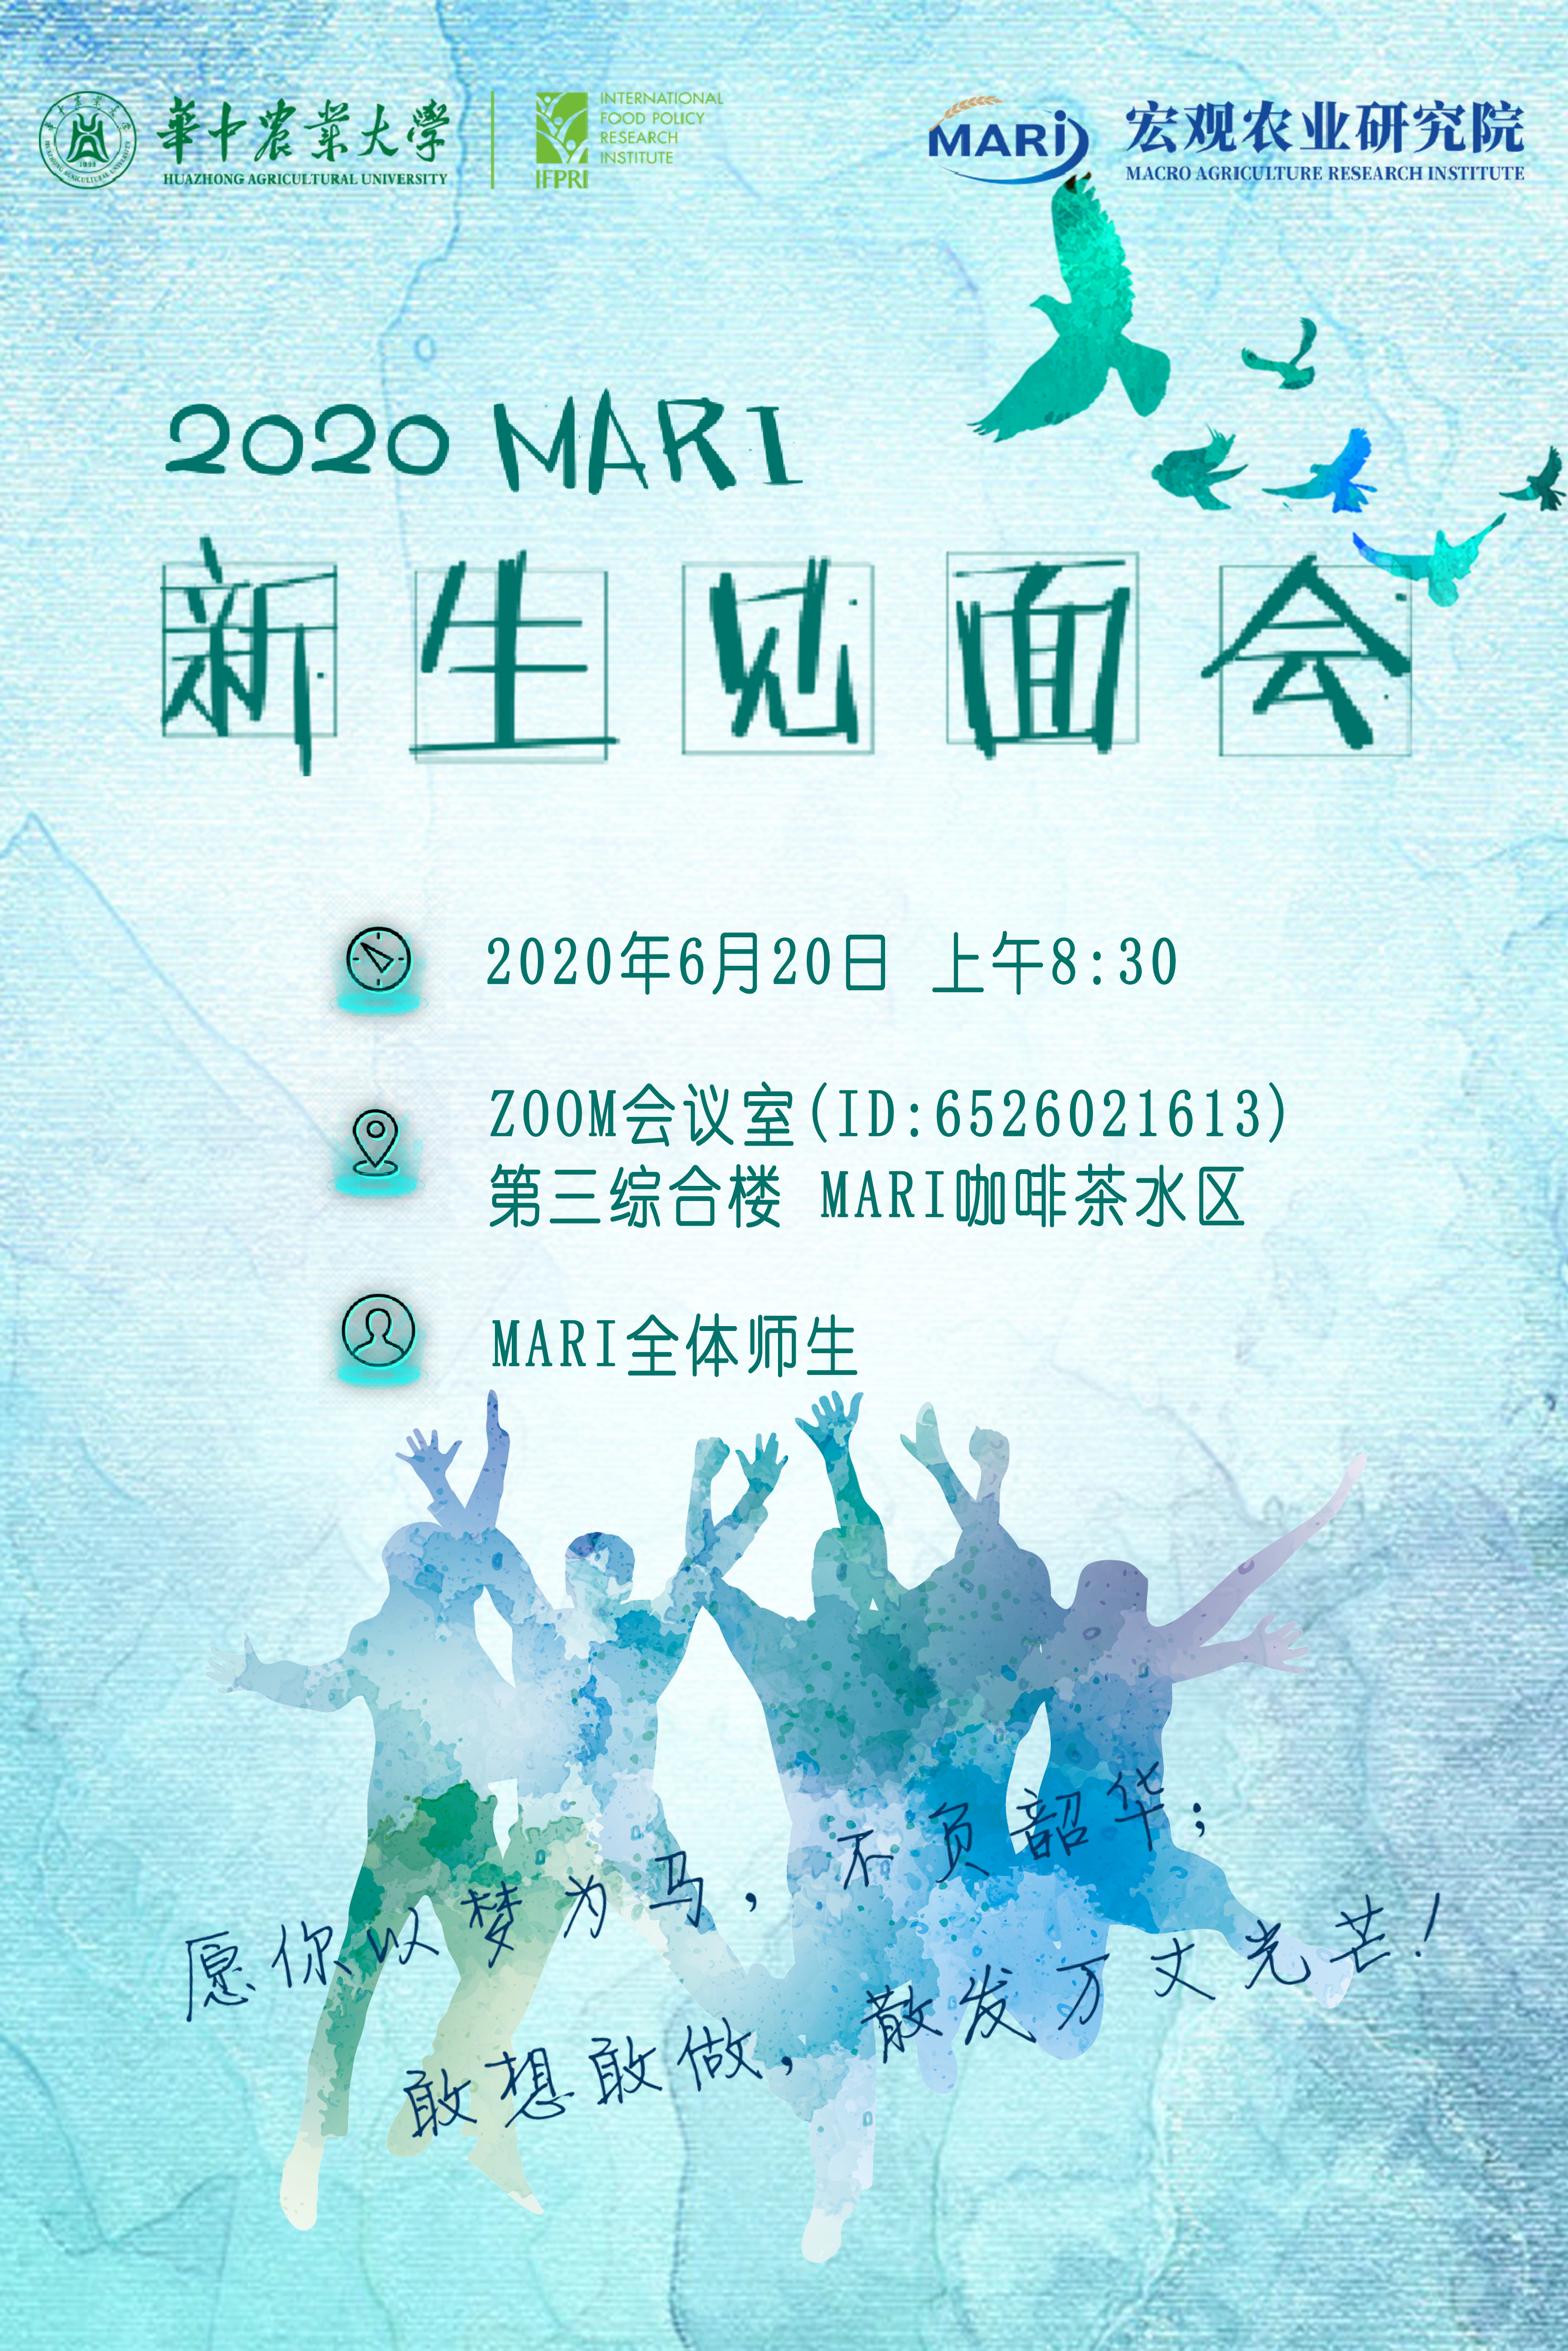 華中农業大学
HUAZHONG AGRICULTURAL UNIVERSITY
INTERNATIONAL
FOOD POLICY
RESEARCH
INSTITUTE
IFPRI
MARI
宏观农业研究院
MACRO AGRICULTURE RESEARCH INSTITUTE
2020 MARI
新生见面会
2020年6月20日 上午8:30
ZOOM会议室(ID:6526021613)
第三综合楼 MARI咖啡茶水区
MARI全体师生
愿你以梦为马，不负韶华；
敢想敢做，散发万丈光芒！